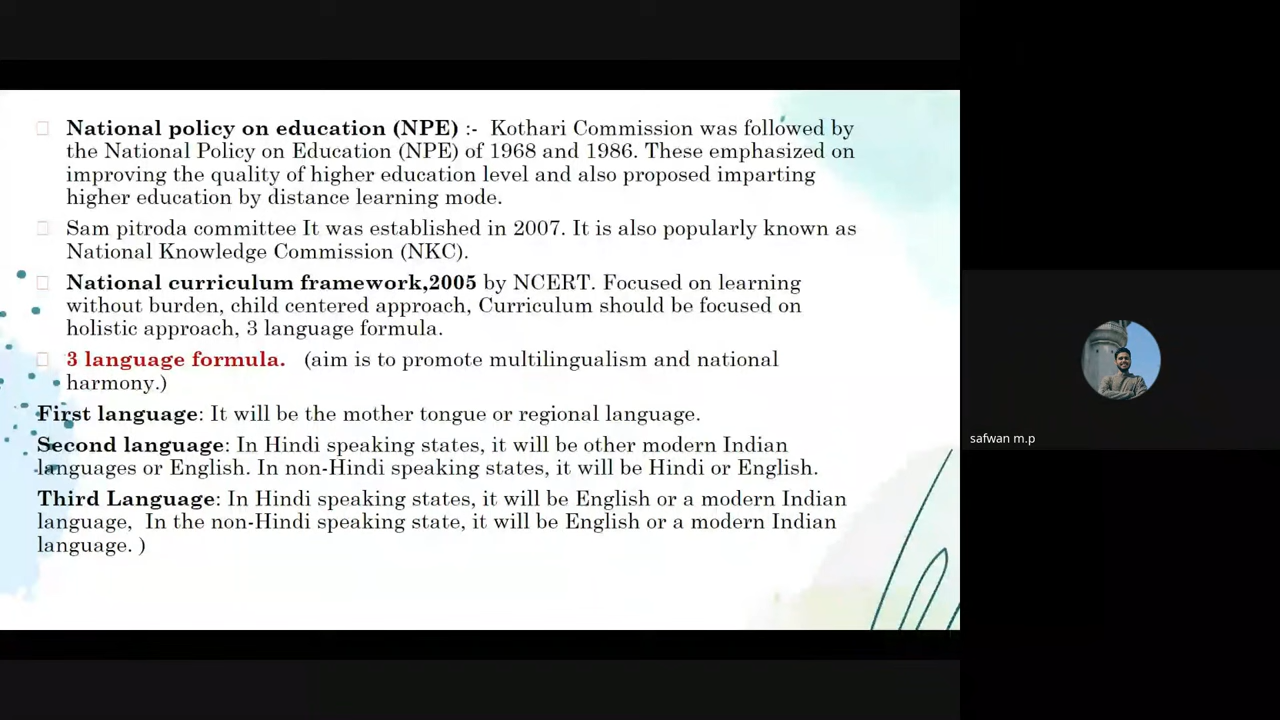 National policy on education (NPE) :-  Kothari Commission was followed by
the National Policy on Education (NPE) of 1968 and 1986. These emphasized on
improving the quality of higher education level and also proposed imparting
higher education by distance learning mode.
Sam pitroda committee It was established in 2007. It is also popularly known as
National Knowledge Commission (NKC).
National curriculum framework,2005 by NCERT. Focused on learning
without burden, child centered approach, Curriculum should be focused on
holistic approach, 3 language formula.
3 language formula.   (aim is to promote multilingualism and national
harmony.)
First language: It will be the mother tongue or regional language.
Second language: In Hindi speaking states, it will be other modern Indian
languages or English. In non-Hindi speaking states, it will be Hindi or English.
Third Language: In Hindi speaking states, it will be English or a modern Indian
language,  In the non-Hindi speaking state, it will be English or a modern Indian
language. )
safwan m.p